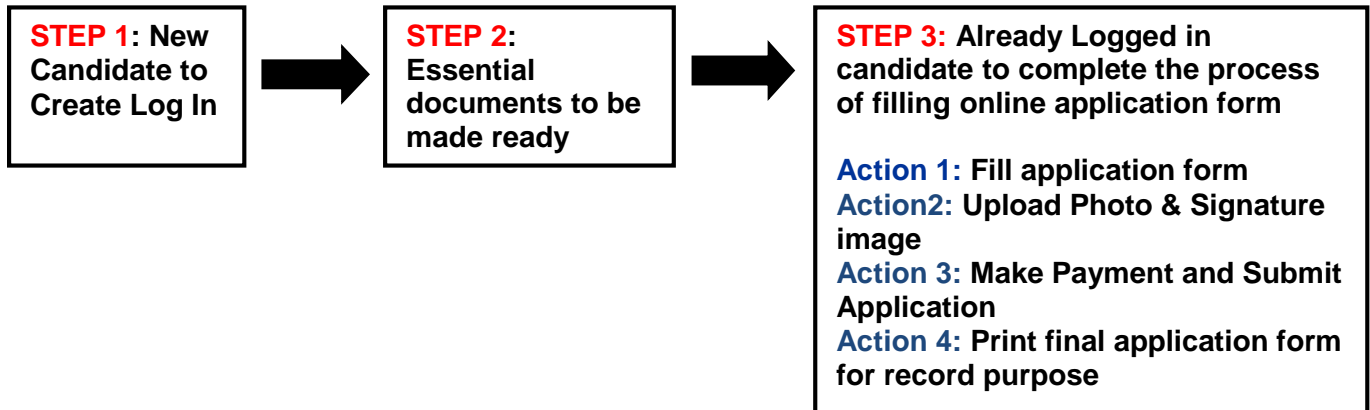 STEP 1: New
Candidate to
Create Log In
STEP 2:
Essential
documents to be
made ready
STEP 3: Already Logged in
candidate to complete the process
of filling online application form
Action 1: Fill application form
Action2: Upload Photo & Signature
image
Action 3: Make Payment and Submit
Application
Action 4: Print final application form
for record purpose